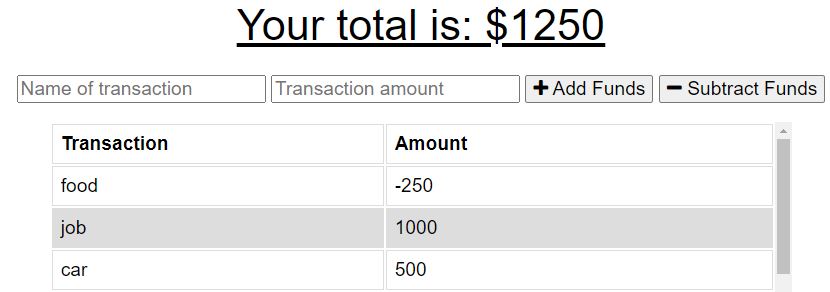 Your total is: $1250
Name of transaction Transaction amount + Add Funds − Subtract Funds
Transaction Amount
food -250
job 1000
car 500